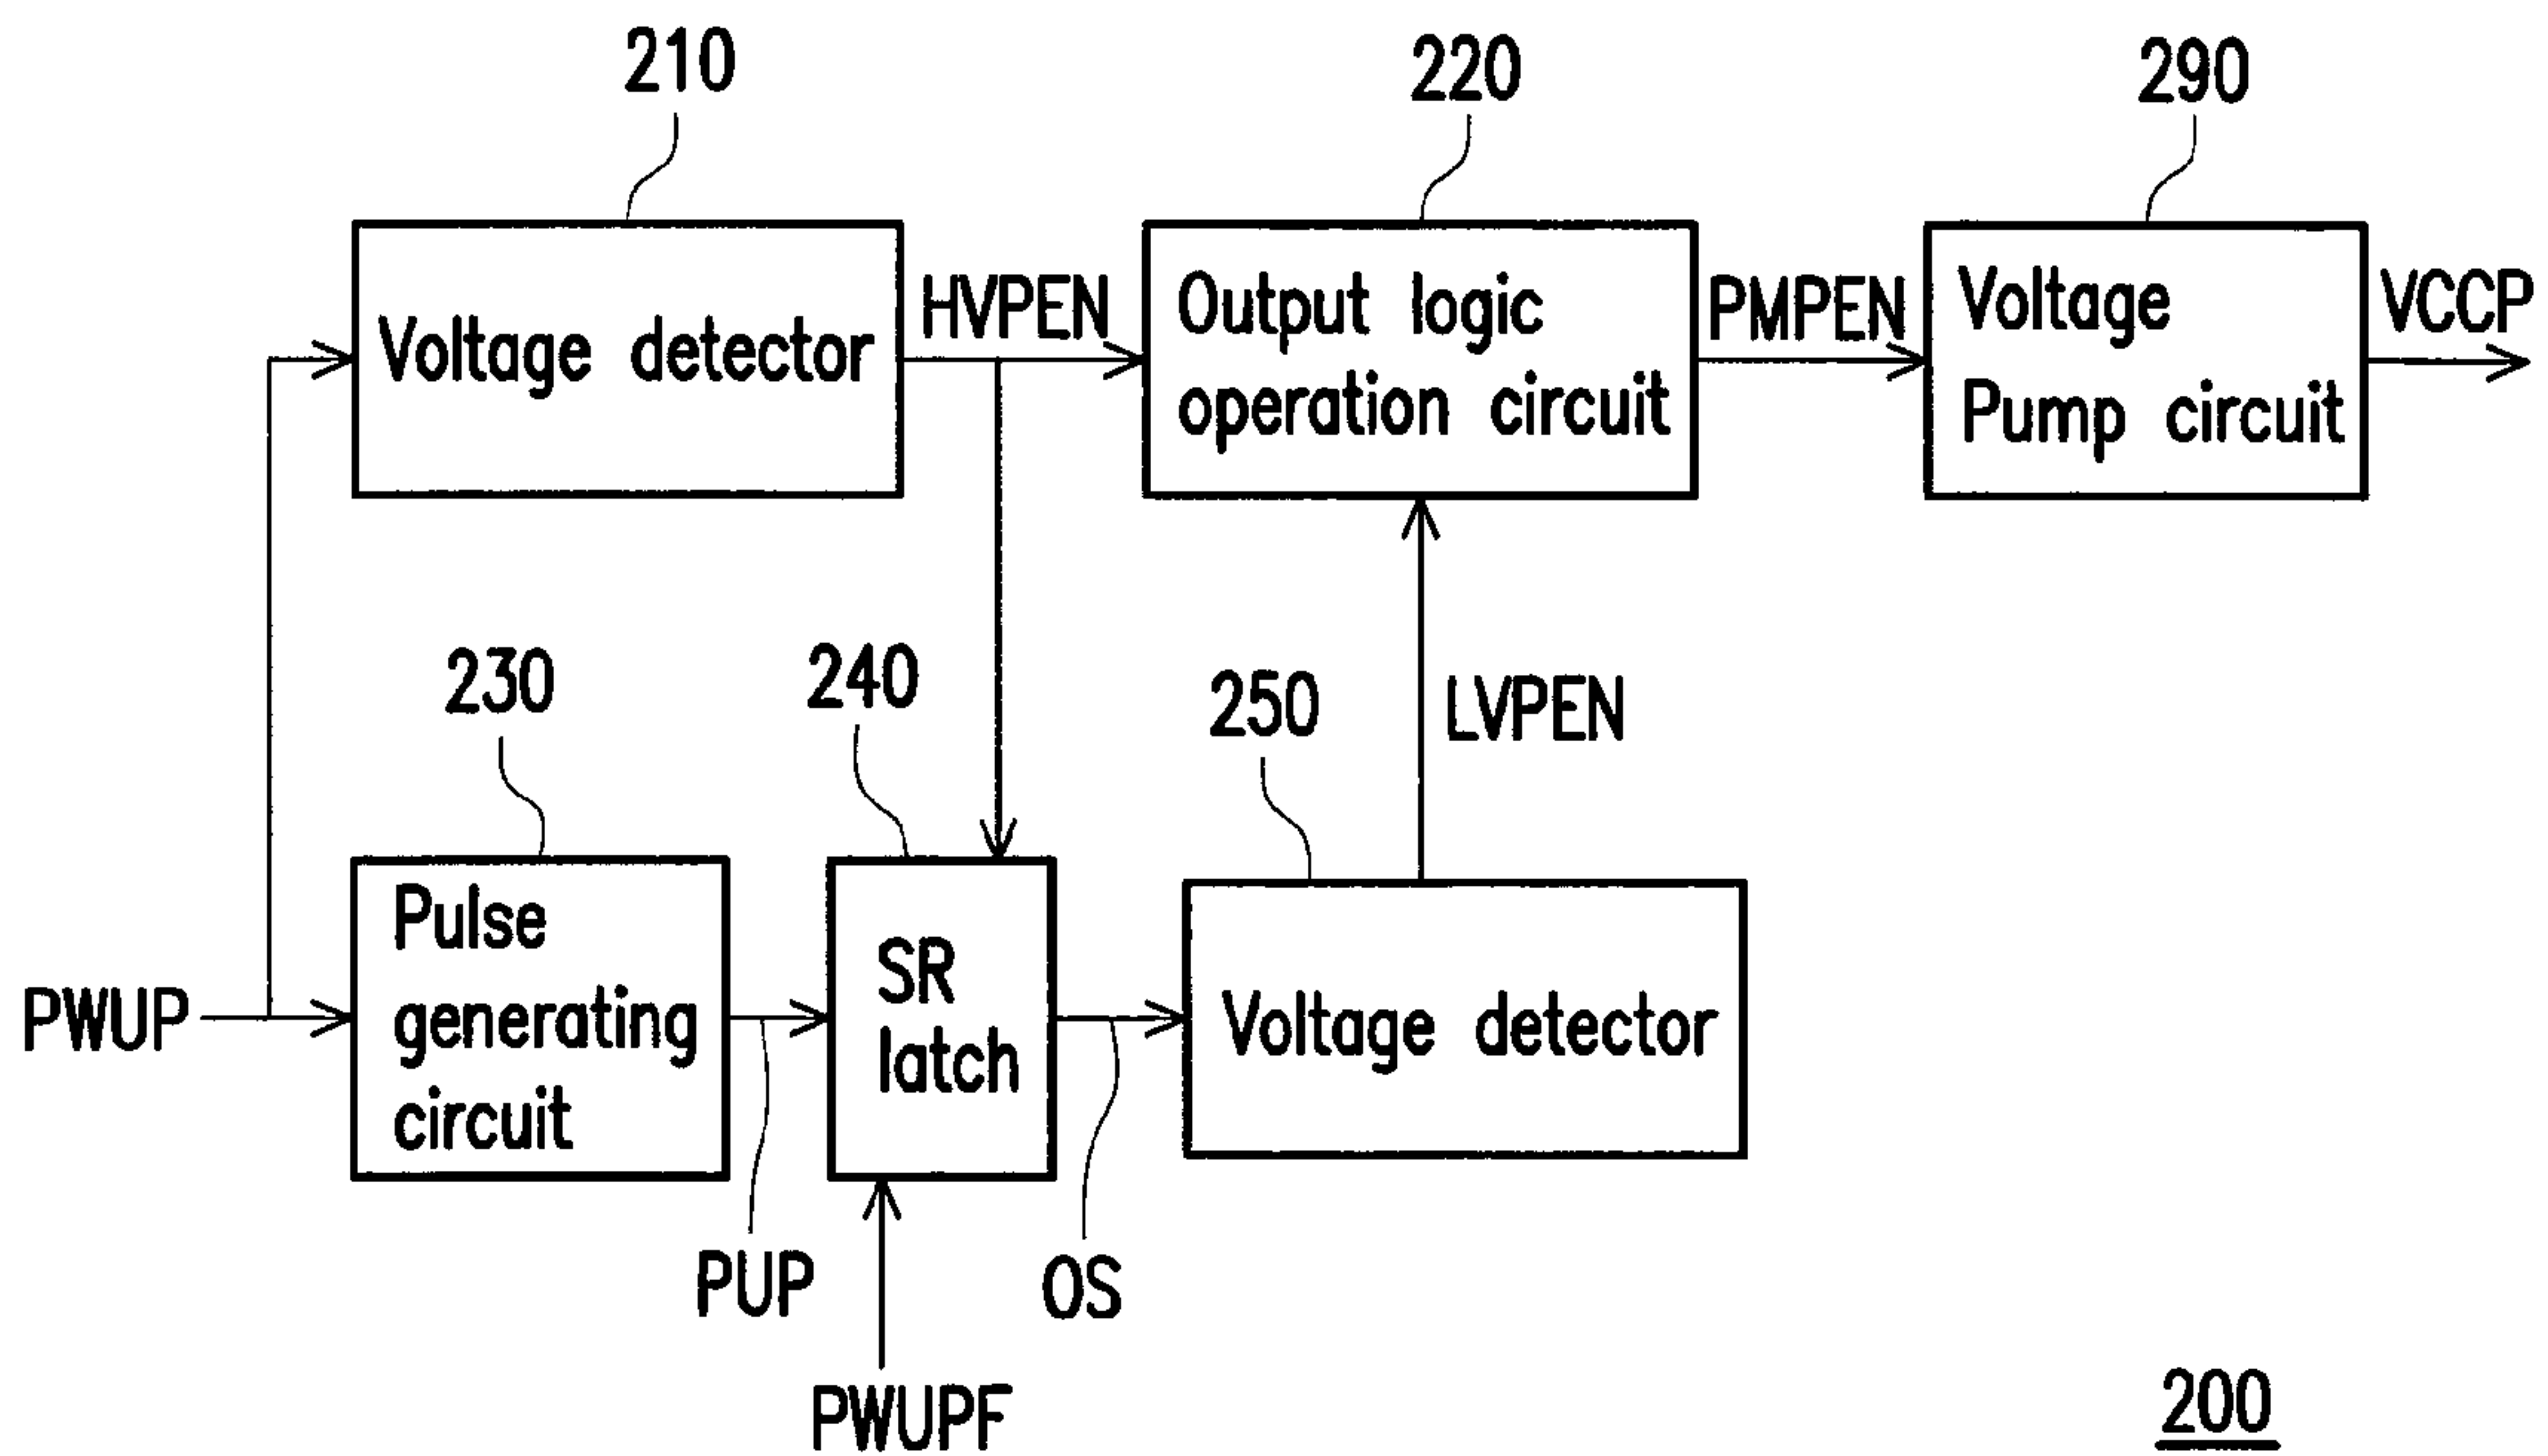 210
220
290
Voltage detector
HVPEN
Output logic
operation circuit
PMPEN
Voltage
Pump circuit
VCCP
230
240
250
LVPEN
PWUP
Pulse
generating
circuit
SR
latch
Voltage detector
PUP
OS
PWUPF
200